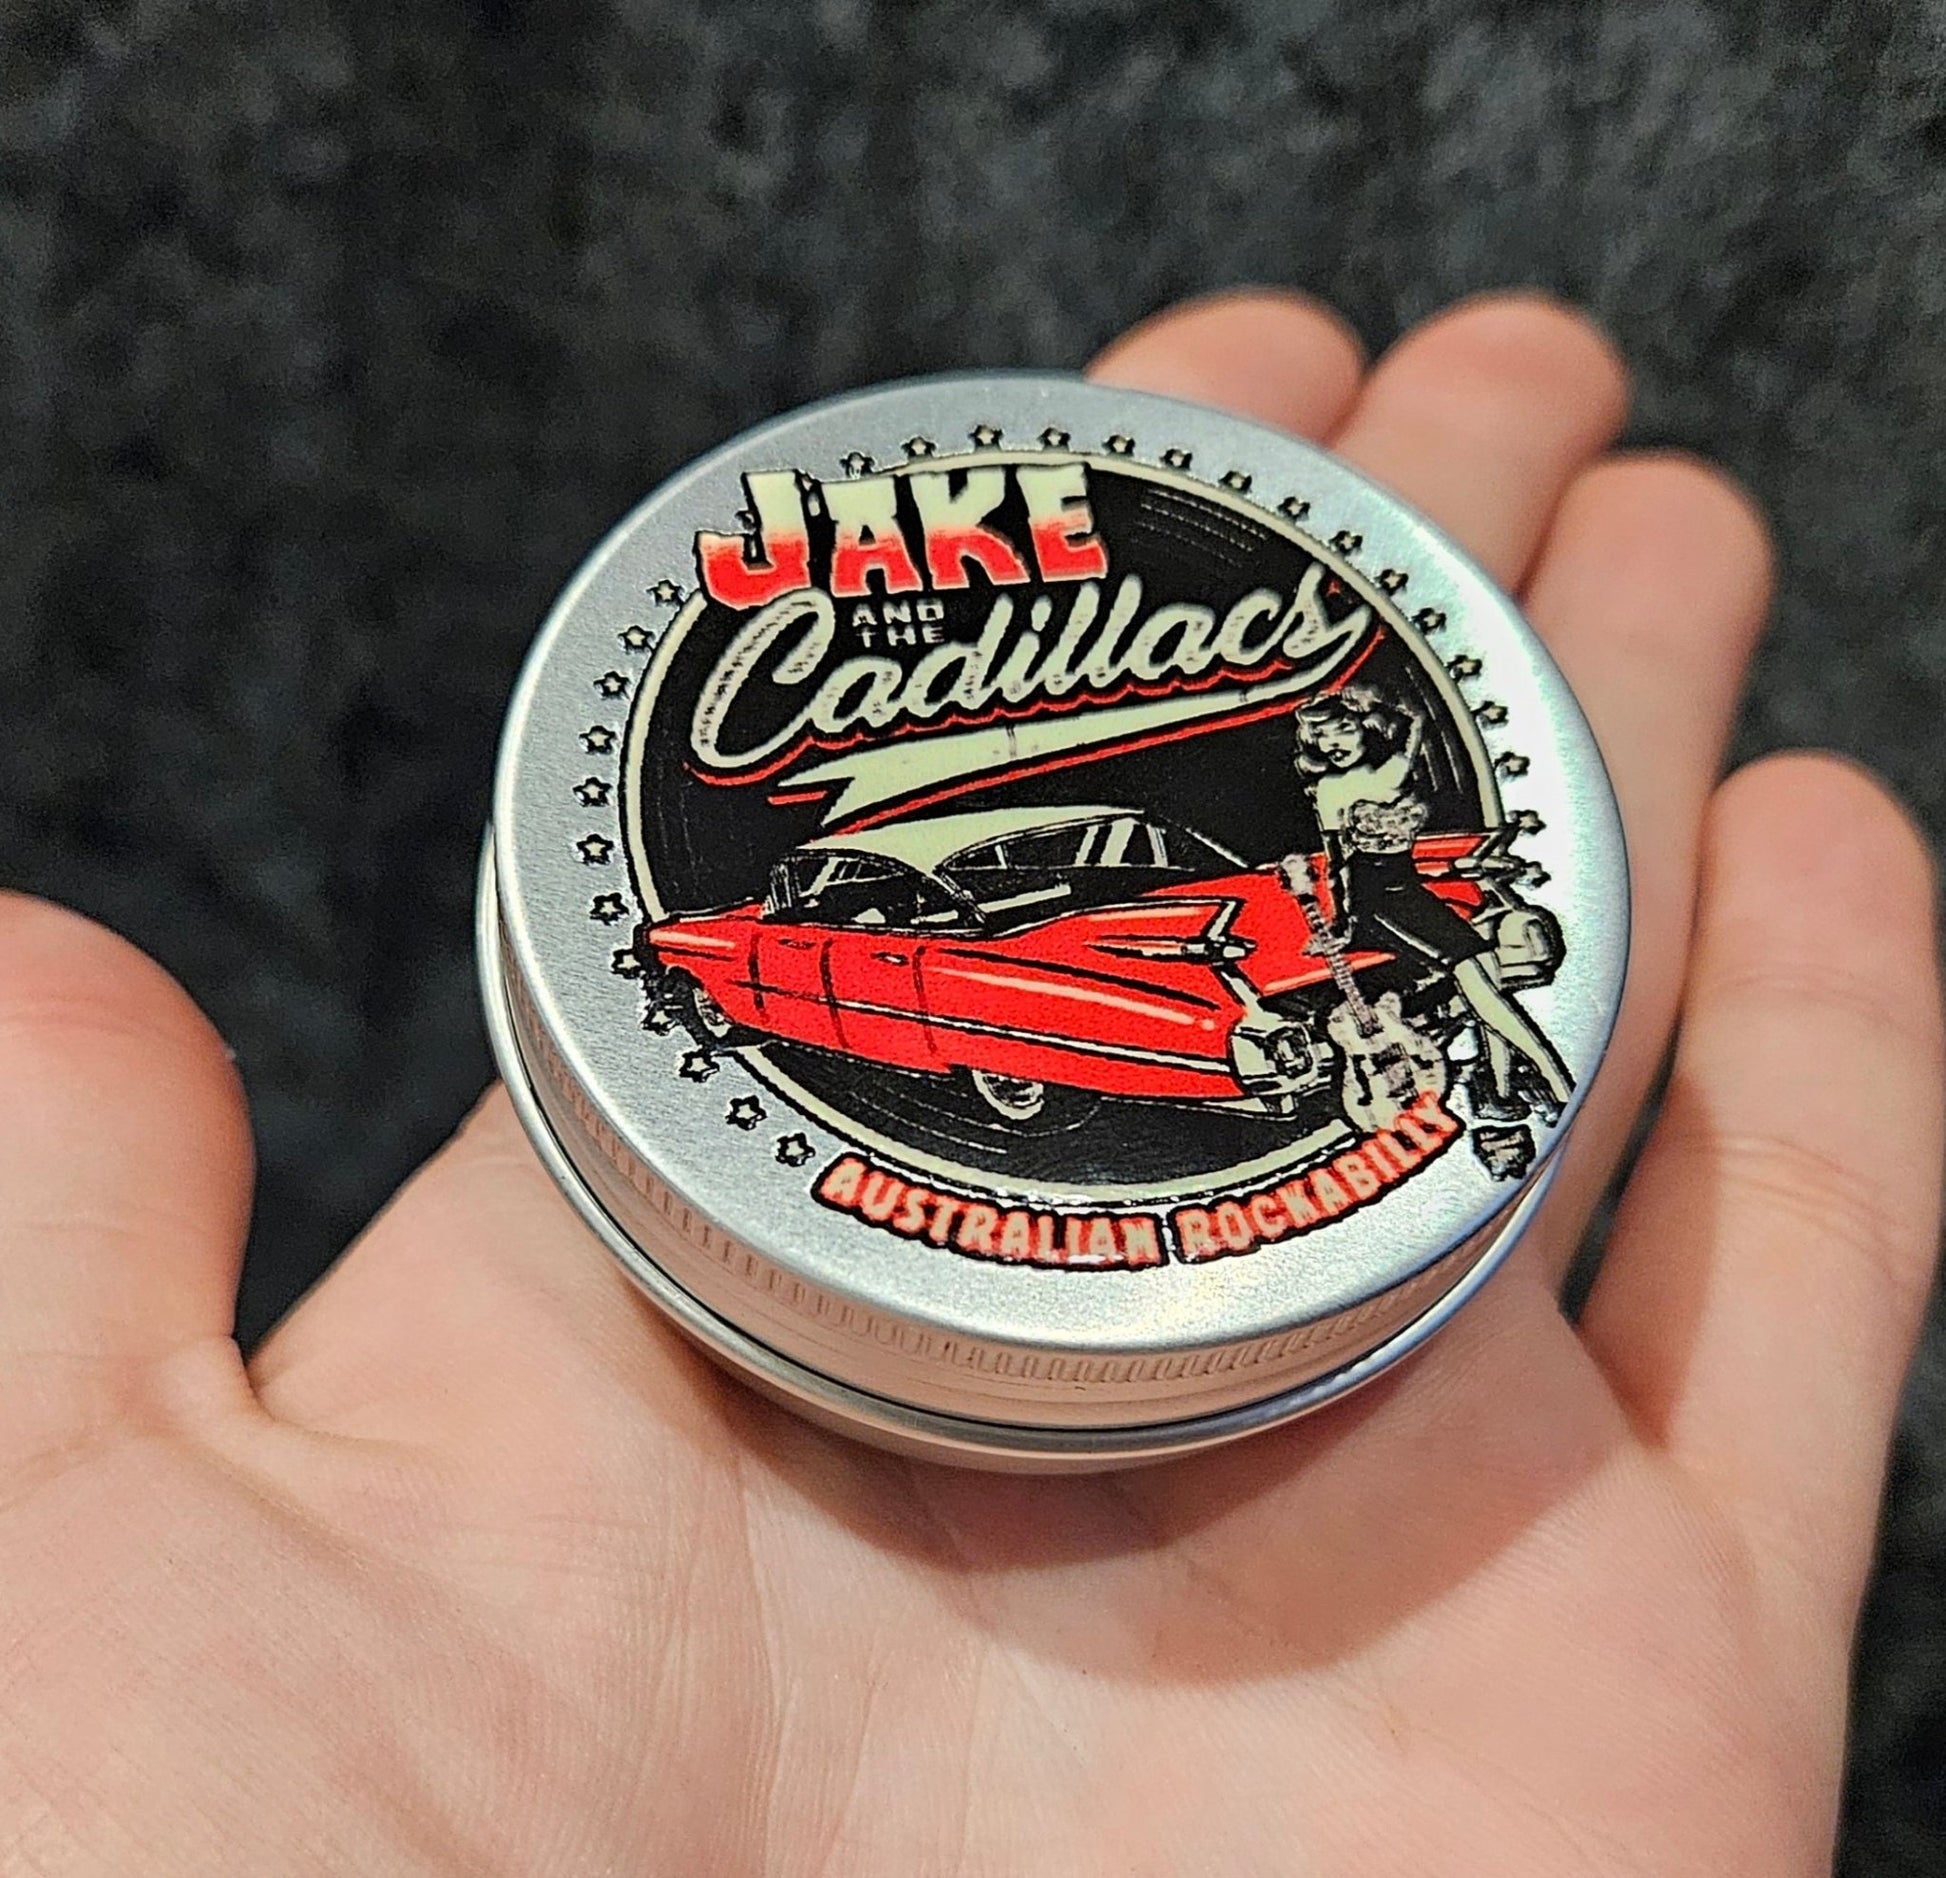 JAKE
AND
THE
Cadillacs
AUSTRALIAN ROCKABILLY